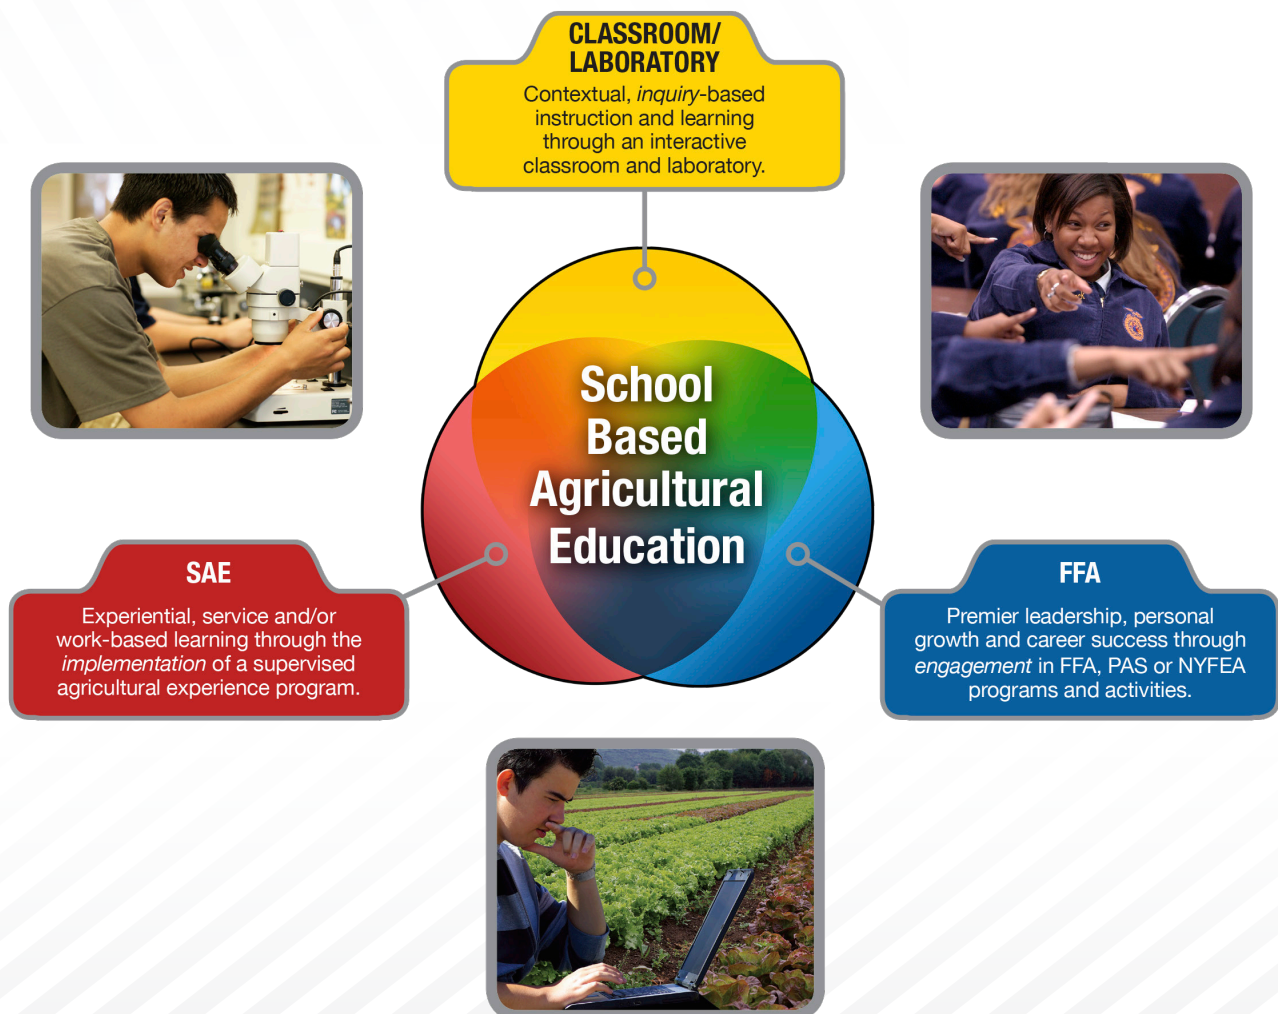 CLASSROOM/
LABORATORY
Contextual, inquiry-based
instruction and learning
through an interactive
classroom and laboratory.
School
Based
Agricultural
Education
SAE
Experiential, service and/or
work-based learning through the
implementation of a supervised
agricultural experience program.
FFA
Premier leadership, personal
growth and career success through
engagement in FFA, PAS or NYFEA
programs and activities.